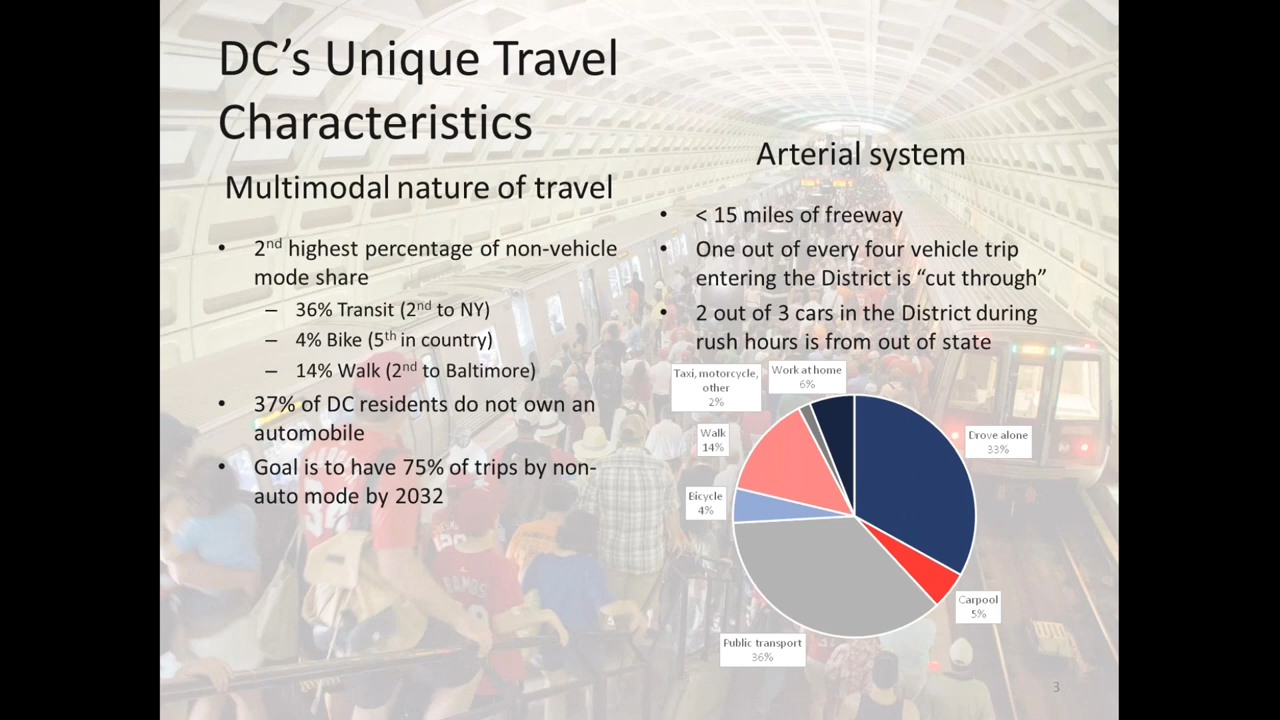 DC’s Unique Travel
Characteristics
Multimodal nature of travel
• 2nd highest percentage of non-vehicle
mode share
– 36% Transit (2nd to NY)
– 4% Bike (5th in country)
– 14% Walk (2nd to Baltimore)
• 37% of DC residents do not own an
automobile
• Goal is to have 75% of trips by non-
auto mode by 2032
Arterial system
• < 15 miles of freeway
• One out of every four vehicle trip
entering the District is “cut through”
• 2 out of 3 cars in the District during
rush hours is from out of state
Taxi, motorcycle,
other
2%
Work at home
6%
Walk
14%
Drove alone
33%
Bicycle
4%
Carpool
5%
Public transport
36%
3